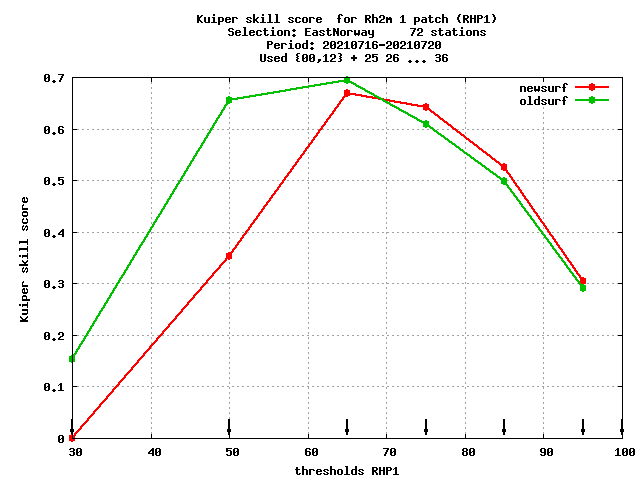 Kuiper skill score  for Rh2m 1 patch (RHP1)
Selection: EastNorway     72 stations
Period: 20210716-20210720
Used {00,12} + 25 26 ... 36
newsurf
oldsurf
Kuiper skill score
0.7
0.6
0.5
0.4
0.3
0.2
0.1
0
30 40 50 60 70 80 90 100
thresholds RHP1